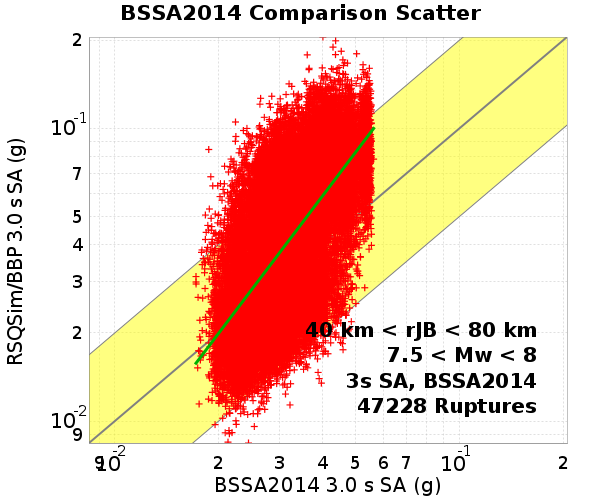 BSSA2014 Comparison Scatter
RSQSim/BBP 3.0 s SA (g)
2
10-1
7
5
4
3
2
10-2
9
40 km < rJB < 80 km
7.5 < Mw < 8
3s SA, BSSA2014
47228 Ruptures
9 10-2 2 3 4 5 6 7 10-1 2
BSSA2014 3.0 s SA (g)